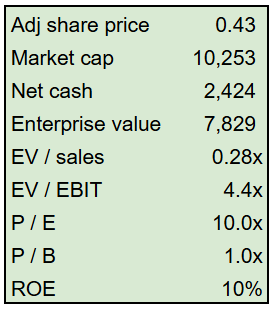 Adj share price 0.43
Market cap 10,253
Net cash 2,424
Enterprise value 7,829
EV / sales 0.28x
EV / EBIT 4.4x
P / E 10.0x
P / B 1.0x
ROE 10%